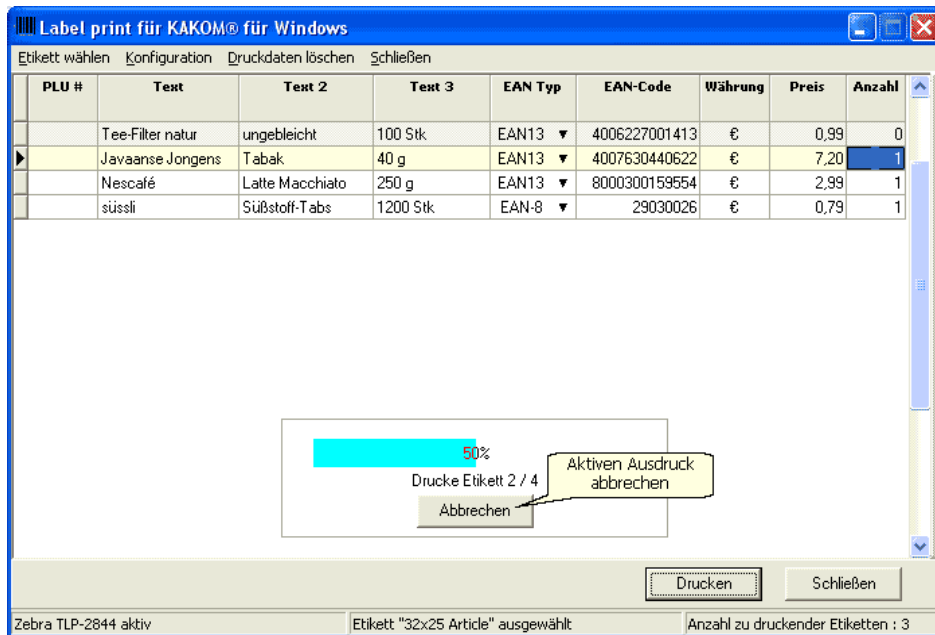 Label print für KAKOM® für Windows
Etikett wählen Konfiguration Druckdaten löschen Schließen
PLU # Text Text 2 Text 3 EAN Typ EAN-Code Währung Preis Anzahl
Tee-Filter natur ungebleicht 100 Stk EAN13 ▼ 4006227001413 € 0,99 0
Javaanse Jongens Tabak 40 g EAN13 ▼ 4007630440622 € 7,20 1
Nescafé Latte Macchiato 250 g EAN13 ▼ 8000300159554 € 2,99 1
süssli Süßstoff-Tabs 1200 Stk EAN-8 ▼ 29030026 € 0,79 1
50%
Drucke Etikett 2 / 4
Aktiven Ausdruck
abbrechen
Abbrechen
Drucken Schließen
Zebra TLP-2844 aktiv Etikett "32x25 Article" ausgewählt Anzahl zu druckender Etiketten : 3